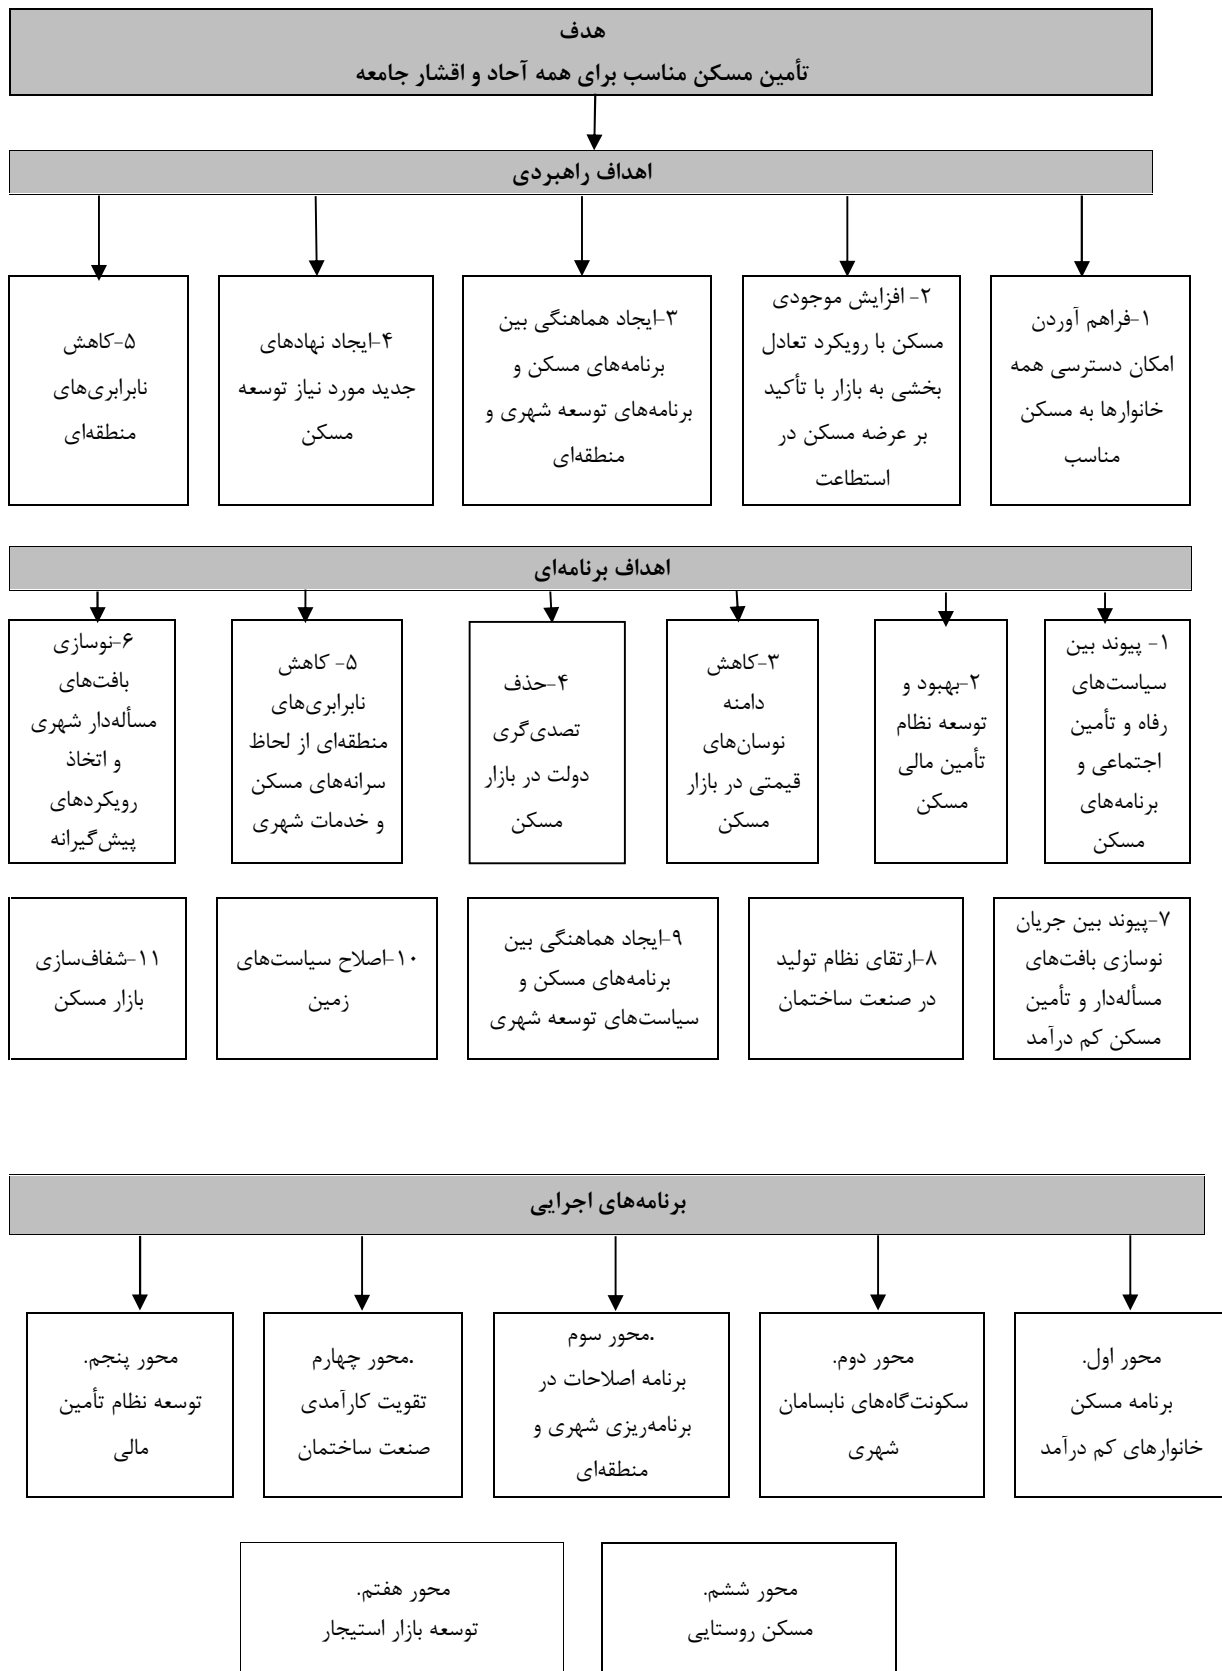 هدف
تأمین مسکن مناسب برای همه آحاد و اقشار جامعه
اهداف راهبردی
۱-فراهم آوردن
امکان دسترسی همه
خانوارها به مسکن
مناسب
۲- افزایش موجودی
مسکن با رویکرد تعادل
بخشی به بازار با تأکید
بر عرضه مسکن در
استطاعت
۳-ایجاد هماهنگی بین
برنامه‌های مسکن و
برنامه‌های توسعه شهری و
منطقه‌ای
۴-ایجاد نهادهای
جدید مورد نیاز توسعه
مسکن
۵-کاهش
نابرابری‌های
منطقه‌ای
اهداف برنامه‌ای
۱- پیوند بین
سیاست‌های
رفاه و تأمین
اجتماعی و
برنامه‌های
مسکن
۲-بهبود و
توسعه نظام
تأمین مالی
مسکن
۳-کاهش
دامنه
نوسان‌های
قیمتی در بازار
مسکن
۴-حذف
تصدی‌گری
دولت در بازار
مسکن
۵- کاهش
نابرابری‌های
منطقه‌ای از لحاظ
سرانه‌های مسکن
و خدمات شهری
۶-نوسازی
بافت‌های
مسأله‌دار شهری
و اتخاذ
رویکردهای
پیش‌گیرانه
۷-پیوند بین جریان
نوسازی بافت‌های
مسأله‌دار و تأمین
مسکن کم درآمد
۸-ارتقای نظام تولید
در صنعت ساختمان
۹-ایجاد هماهنگی بین
برنامه‌های مسکن و
سیاست‌های توسعه شهری
۱۰-اصلاح سیاست‌های
زمین
۱۱-شفاف‌سازی
بازار مسکن
برنامه‌های اجرایی
محور اول.
برنامه مسکن
خانوارهای کم درآمد
محور دوم.
سکونت‌گاه‌های نابسامان
شهری
.محور سوم
برنامه اصلاحات در
برنامه‌ریزی شهری و
منطقه‌ای
.محور چهارم
تقویت کارآمدی
صنعت ساختمان
محور پنجم.
توسعه نظام تأمین
مالی
محور ششم.
مسکن روستایی
محور هفتم.
توسعه بازار استیجار